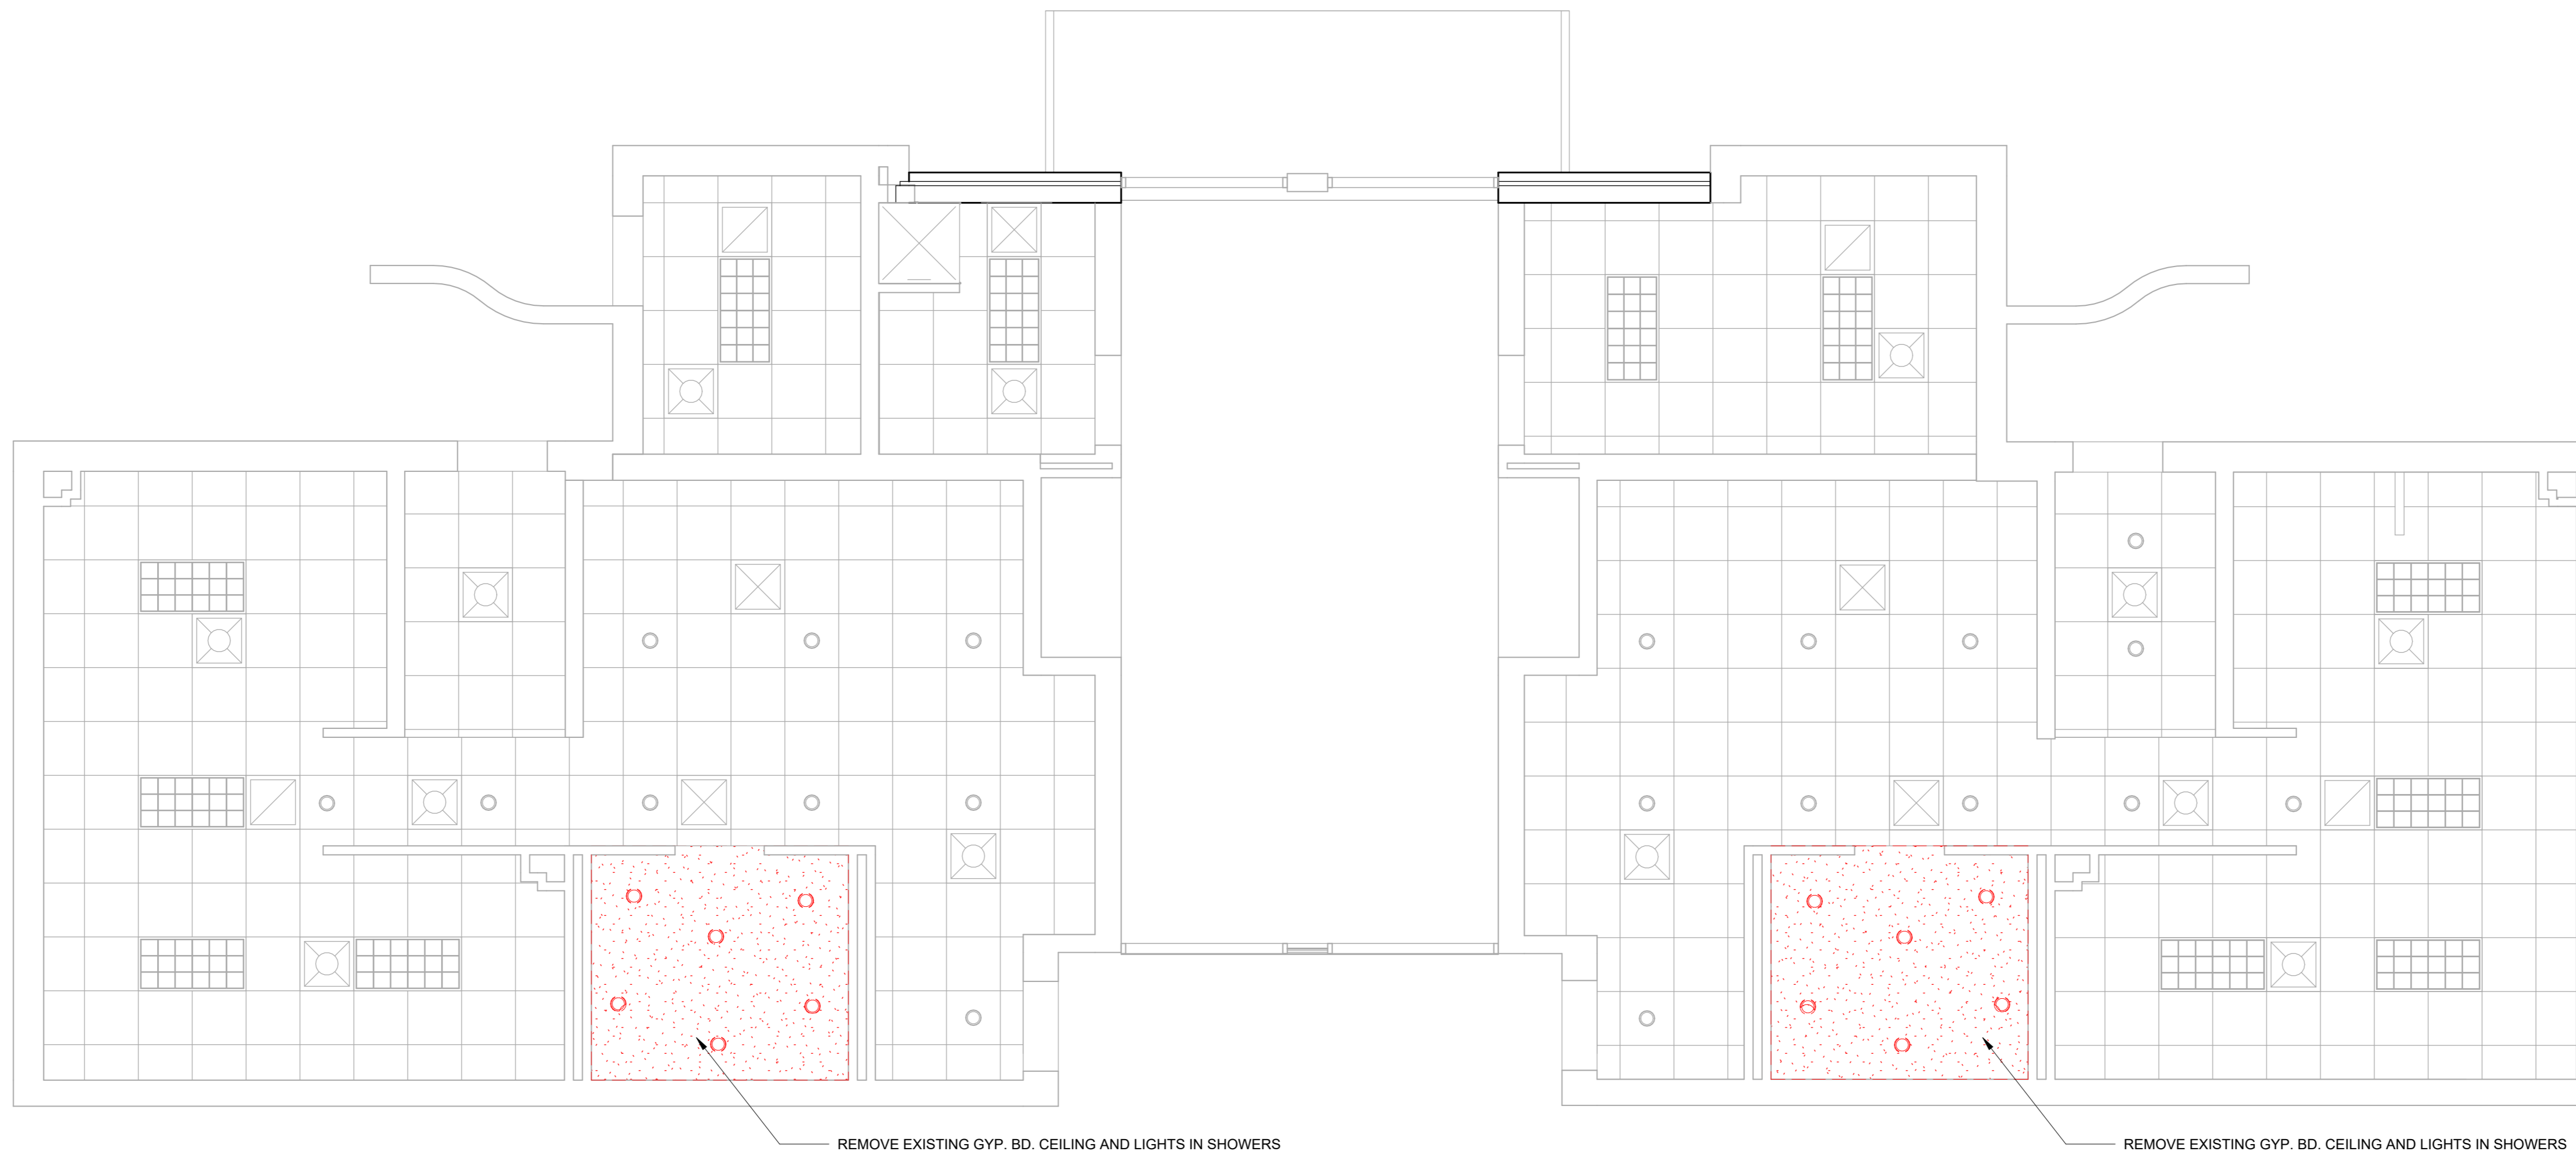 REMOVE EXISTING GYP. BD. CEILING AND LIGHTS IN SHOWERS
REMOVE EXISTING GYP. BD. CEILING AND LIGHTS IN SHOWERS